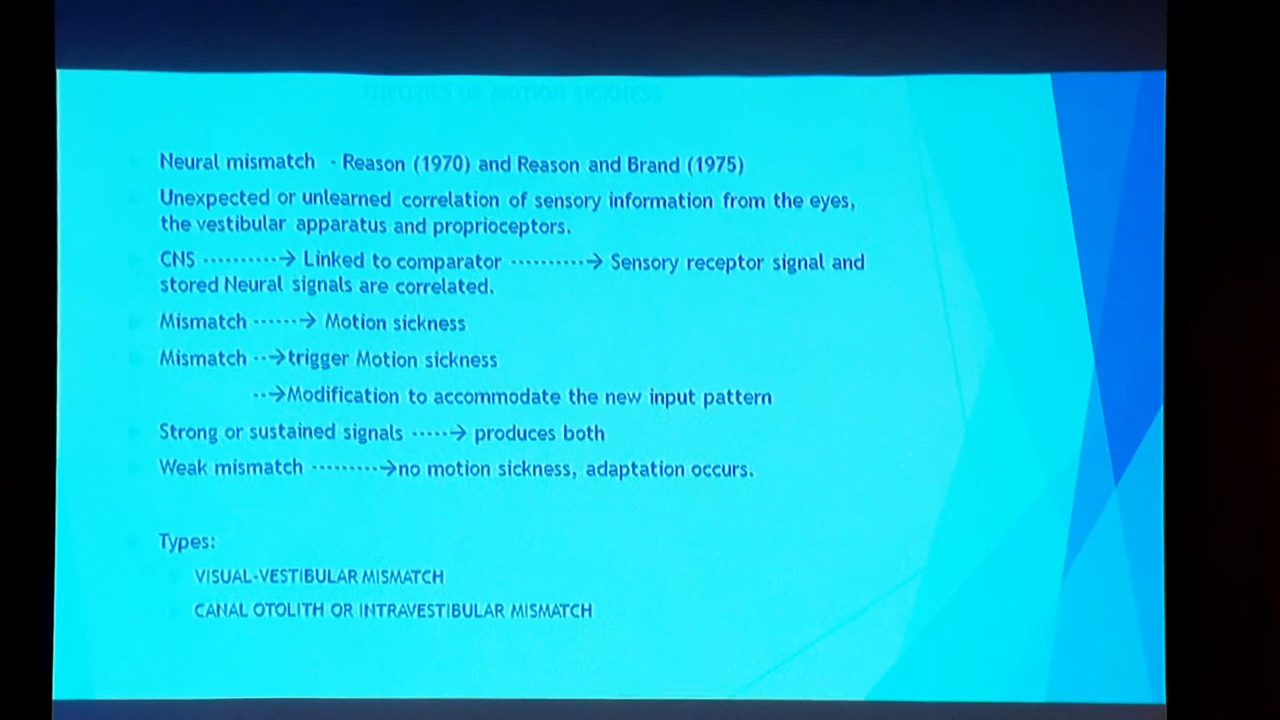 THEORIES OF MOTION SICKNESS
Neural mismatch - Reason (1970) and Reason and Brand (1975)
Unexpected or unlearned correlation of sensory information from the eyes,
the vestibular apparatus and proprioceptors.
CNS ----------→ Linked to comparator ----------→ Sensory receptor signal and
stored Neural signals are correlated.
Mismatch ------→ Motion sickness
Mismatch --→trigger Motion sickness
--→Modification to accommodate the new input pattern
Strong or sustained signals -----→ produces both
Weak mismatch ---------→no motion sickness, adaptation occurs.
Types:
VISUAL-VESTIBULAR MISMATCH
CANAL OTOLITH OR INTRAVESTIBULAR MISMATCH